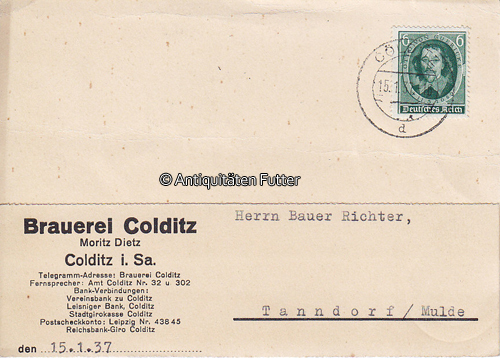 6 6
Deutsches Reich
15.1.
d
© Antiquitäten Futter
Brauerei Colditz
Moritz Dietz
Colditz i. Sa.
Telegramm-Adresse: Brauerei Colditz
Fernsprecher: Amt Colditz Nr. 32 u. 302
Bank-Verbindungen:
Vereinsbank zu Colditz
Leisniger Bank, Colditz
Stadtgirokasse Colditz
Postscheckkonto: Leipzig Nr. 43645
Reichsbank-Giro Colditz
den 15.1.37
Herrn Bauer Richter,
Tanndorf/Mulde